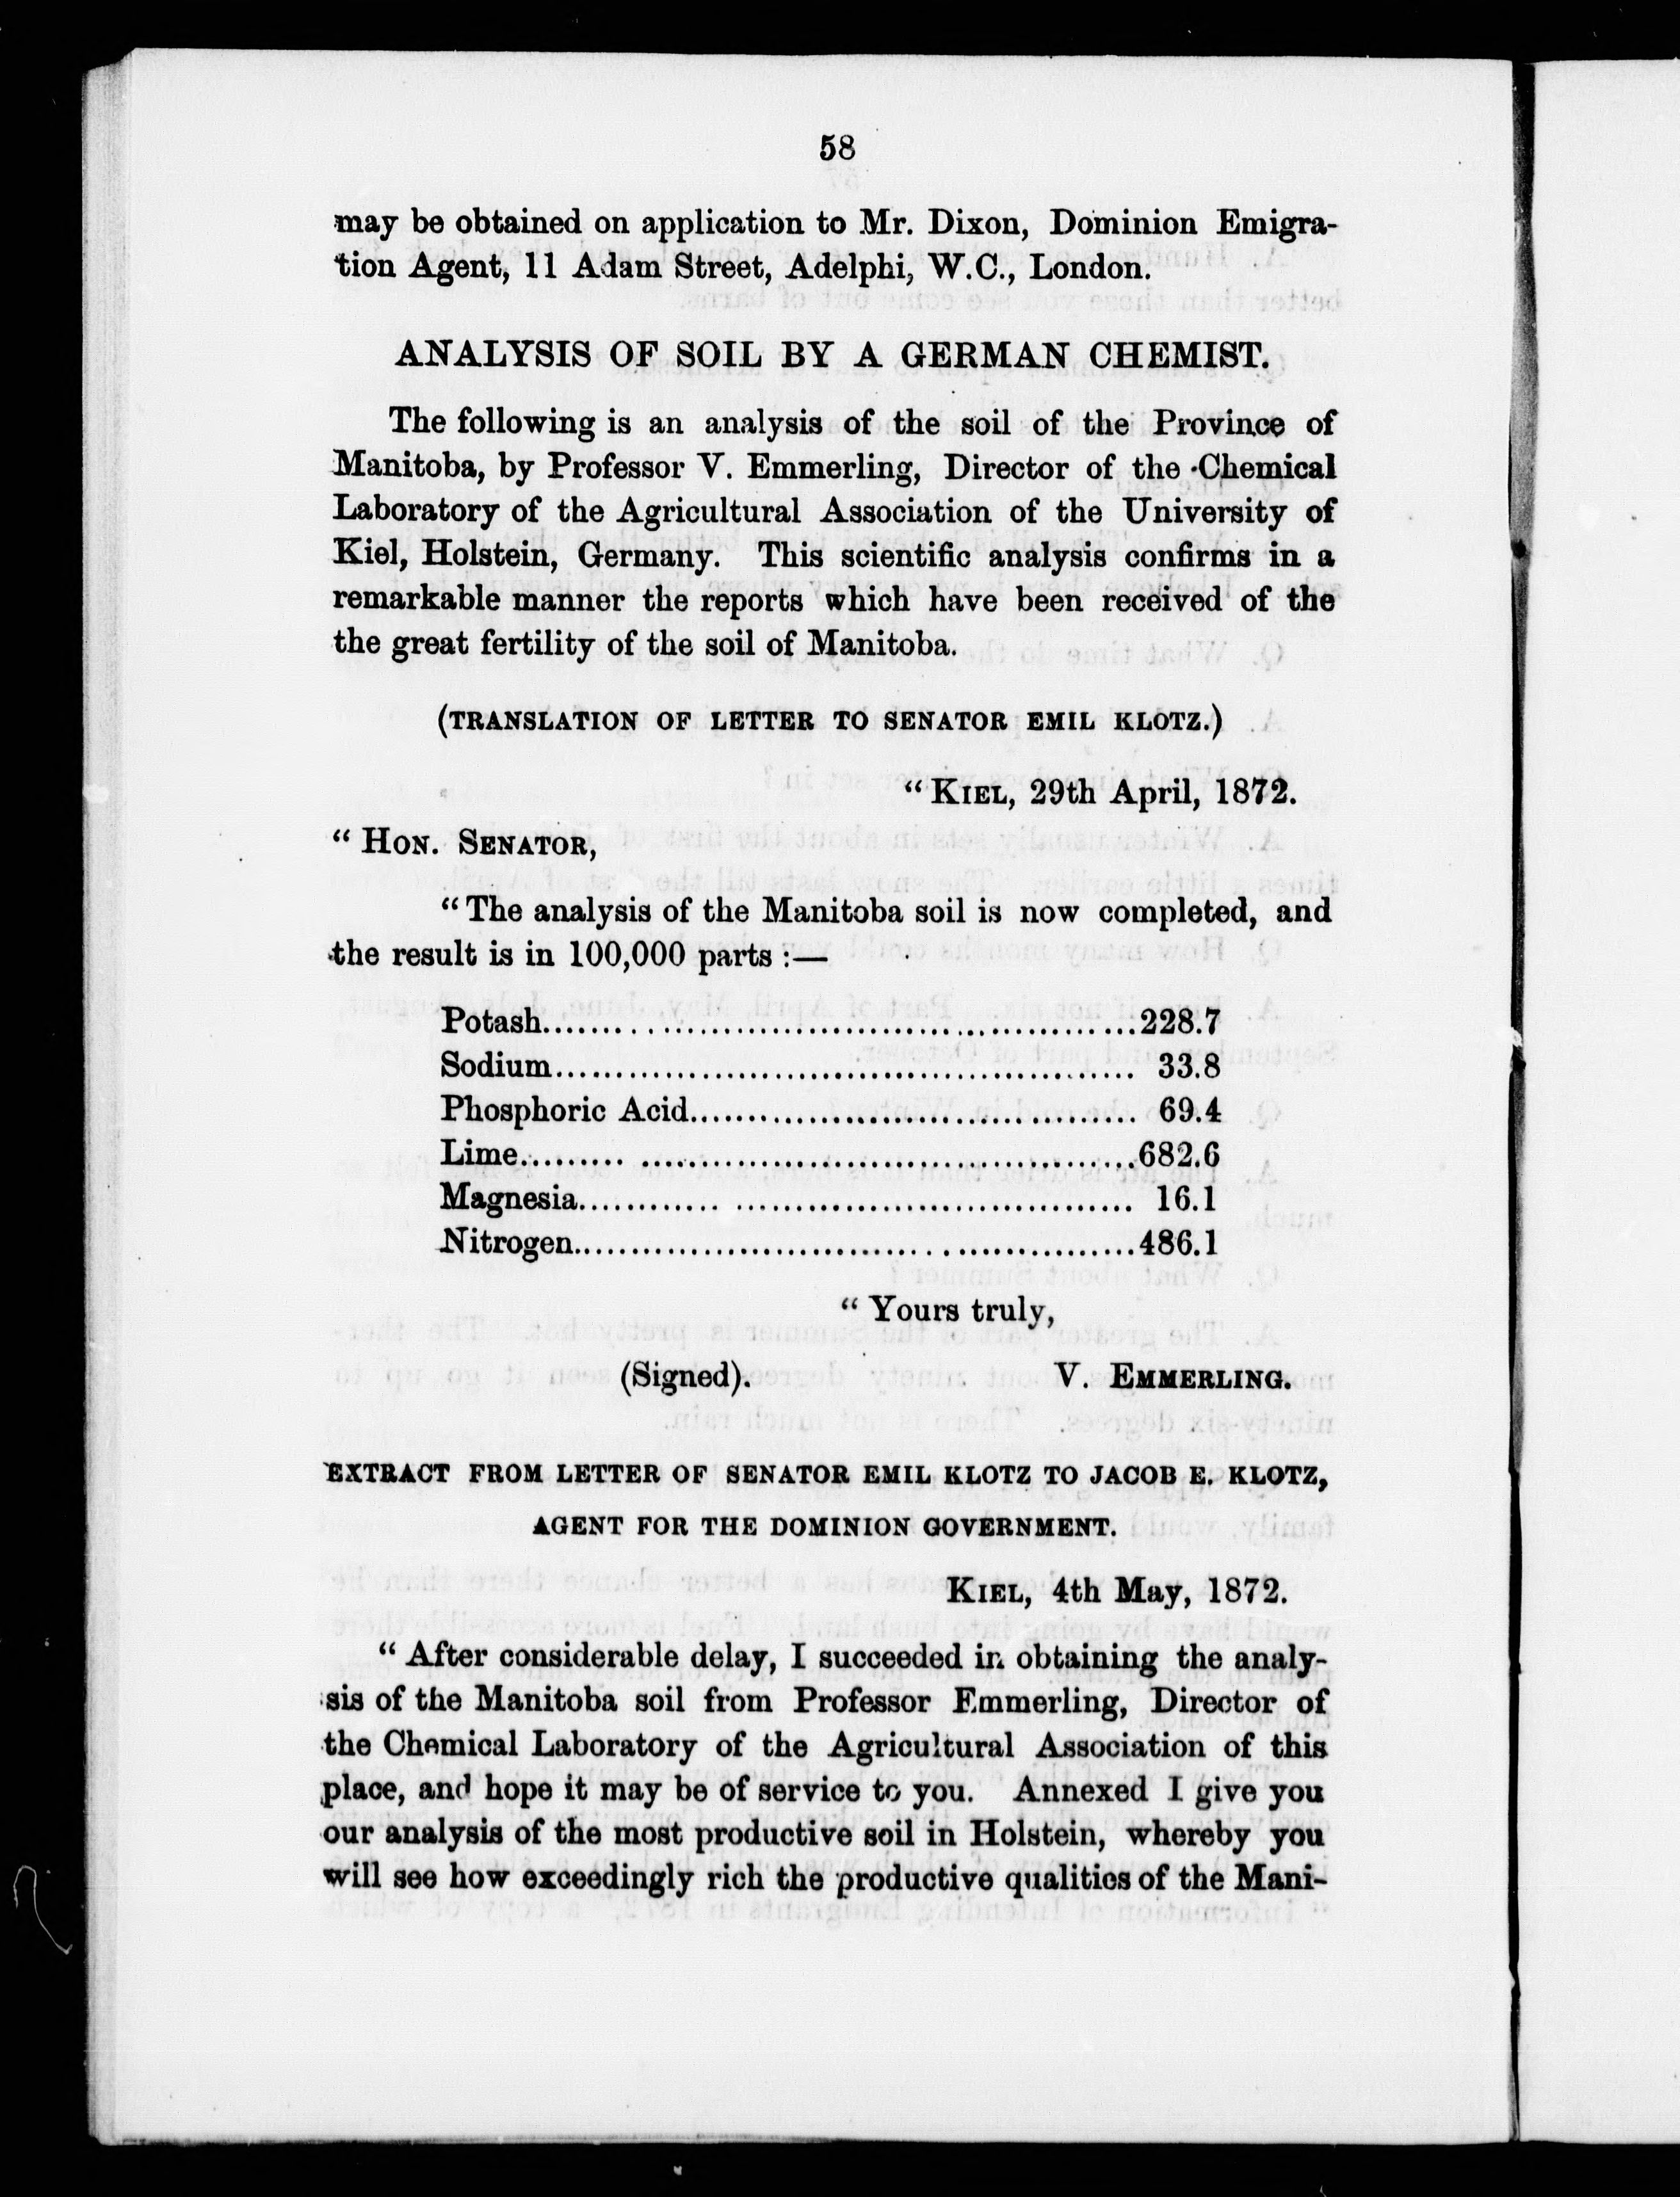 58
may be obtained on application to Mr. Dixon, Dominion Emigra-
tion Agent, 11 Adam Street, Adelphi, W.C., London.
ANALYSIS OF SOIL BY A GERMAN CHEMIST.
The following is an analysis of the soil of the Province of
Manitoba, by Professor V. Emmerling, Director of the Chemical
Laboratory of the Agricultural Association of the University of
Kiel, Holstein, Germany. This scientific analysis confirms in a
remarkable manner the reports which have been received of the
the great fertility of the soil of Manitoba.
(TRANSLATION OF LETTER TO SENATOR EMIL KLOTZ.)
“ KIEL, 29th April, 1872.
“ HON. SENATOR,
“ The analysis of the Manitoba soil is now completed, and
the result is in 100,000 parts :—
Potash..........................................................228.7
Sodium.......................................................... 33.8
Phosphoric Acid................................................ 69.4
Lime............................................................682.6
Magnesia........................................................ 16.1
Nitrogen........................................................486.1
“ Yours truly,
(Signed). V. EMMERLING.
EXTRACT FROM LETTER OF SENATOR EMIL KLOTZ TO JACOB E. KLOTZ,
AGENT FOR THE DOMINION GOVERNMENT.
KIEL, 4th May, 1872.
“ After considerable delay, I succeeded in obtaining the analy-
sis of the Manitoba soil from Professor Emmerling, Director of
the Chemical Laboratory of the Agricultural Association of this
place, and hope it may be of service to you. Annexed I give you
our analysis of the most productive soil in Holstein, whereby you
will see how exceedingly rich the productive qualities of the Mani-